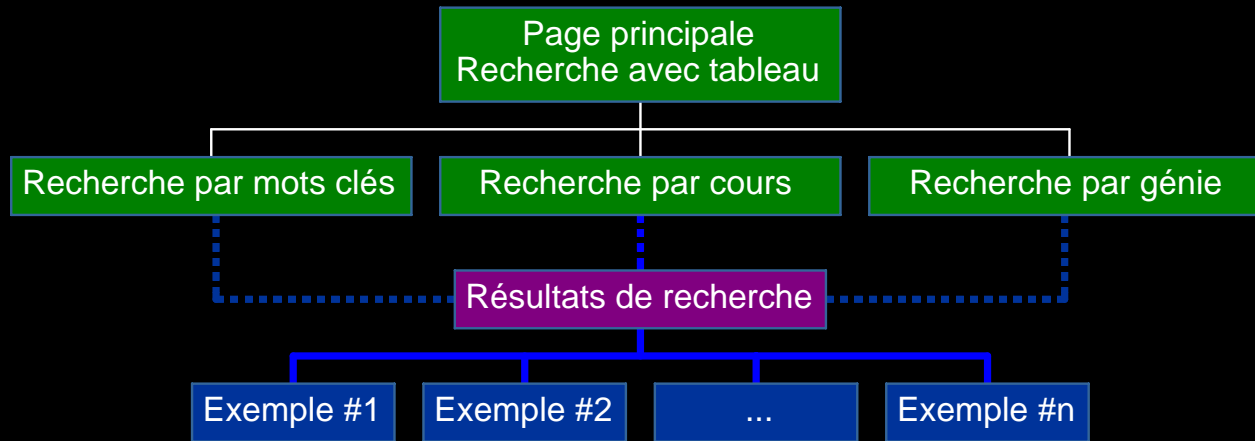 Page principale
Recherche avec tableau
Recherche par mots clés
Recherche par cours
Recherche par génie
Résultats de recherche
Exemple #1
Exemple #2
...
Exemple #n